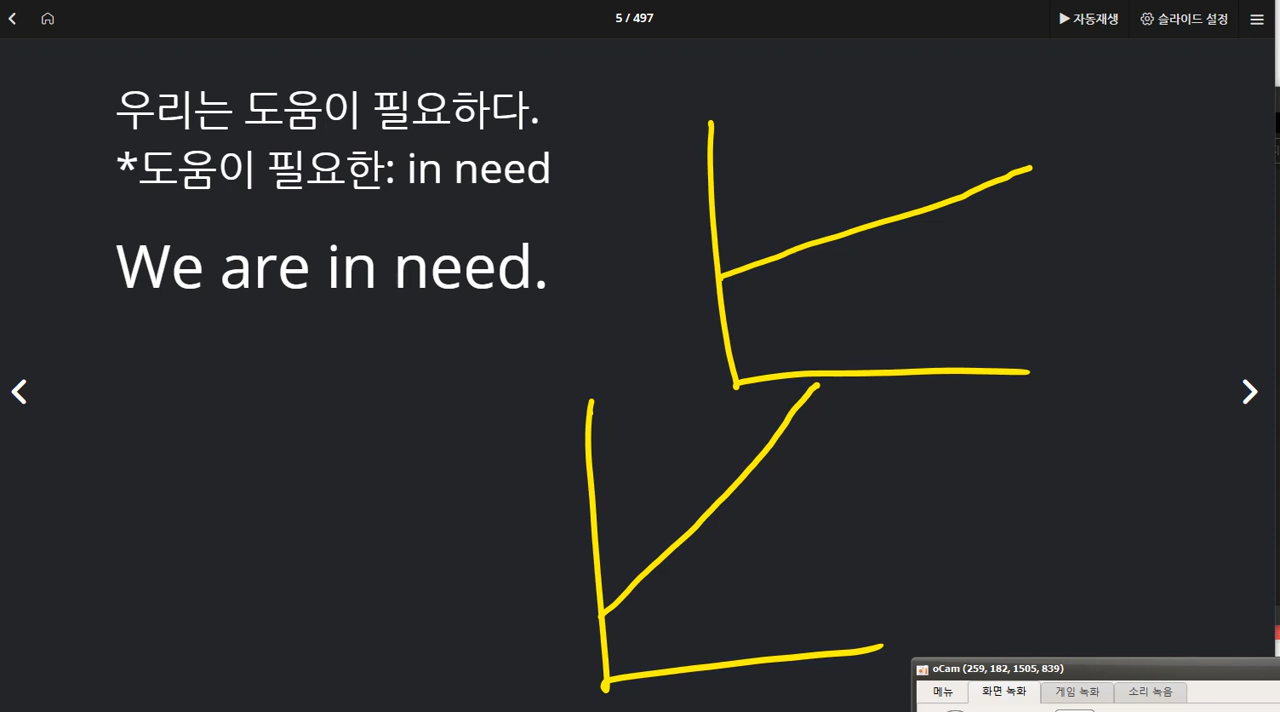 5 / 497
▶ 자동재생
슬라이드 설정
우리는 도움이 필요하다.
*도움이 필요한: in need
We are in need.
oCam (259, 182, 1505, 839)
메뉴
화면 녹화
게임 녹화
소리 녹음